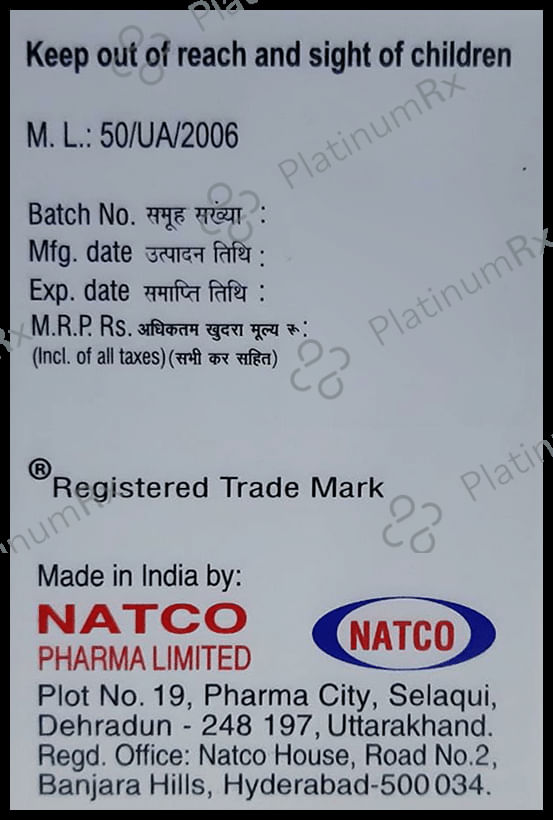 Keep out of reach and sight of children
M. L.: 50/UA/2006
Batch No. समूह सख्या :
Mfg. date उत्पादन तिथि :
Exp. date समाप्ति तिथि :
M.R.P. Rs. अधिकतम खुदरा मूल्य रू:
(Incl. of all taxes) (सभी कर सहित)
® Registered Trade Mark
Made in India by:
NATCO
PHARMA LIMITED
NATCO
Plot No. 19, Pharma City, Selaqui,
Dehradun - 248 197, Uttarakhand.
Regd. Office: Natco House, Road No.2,
Banjara Hills, Hyderabad-500 034.
PlatinumRx
PlatinumRx